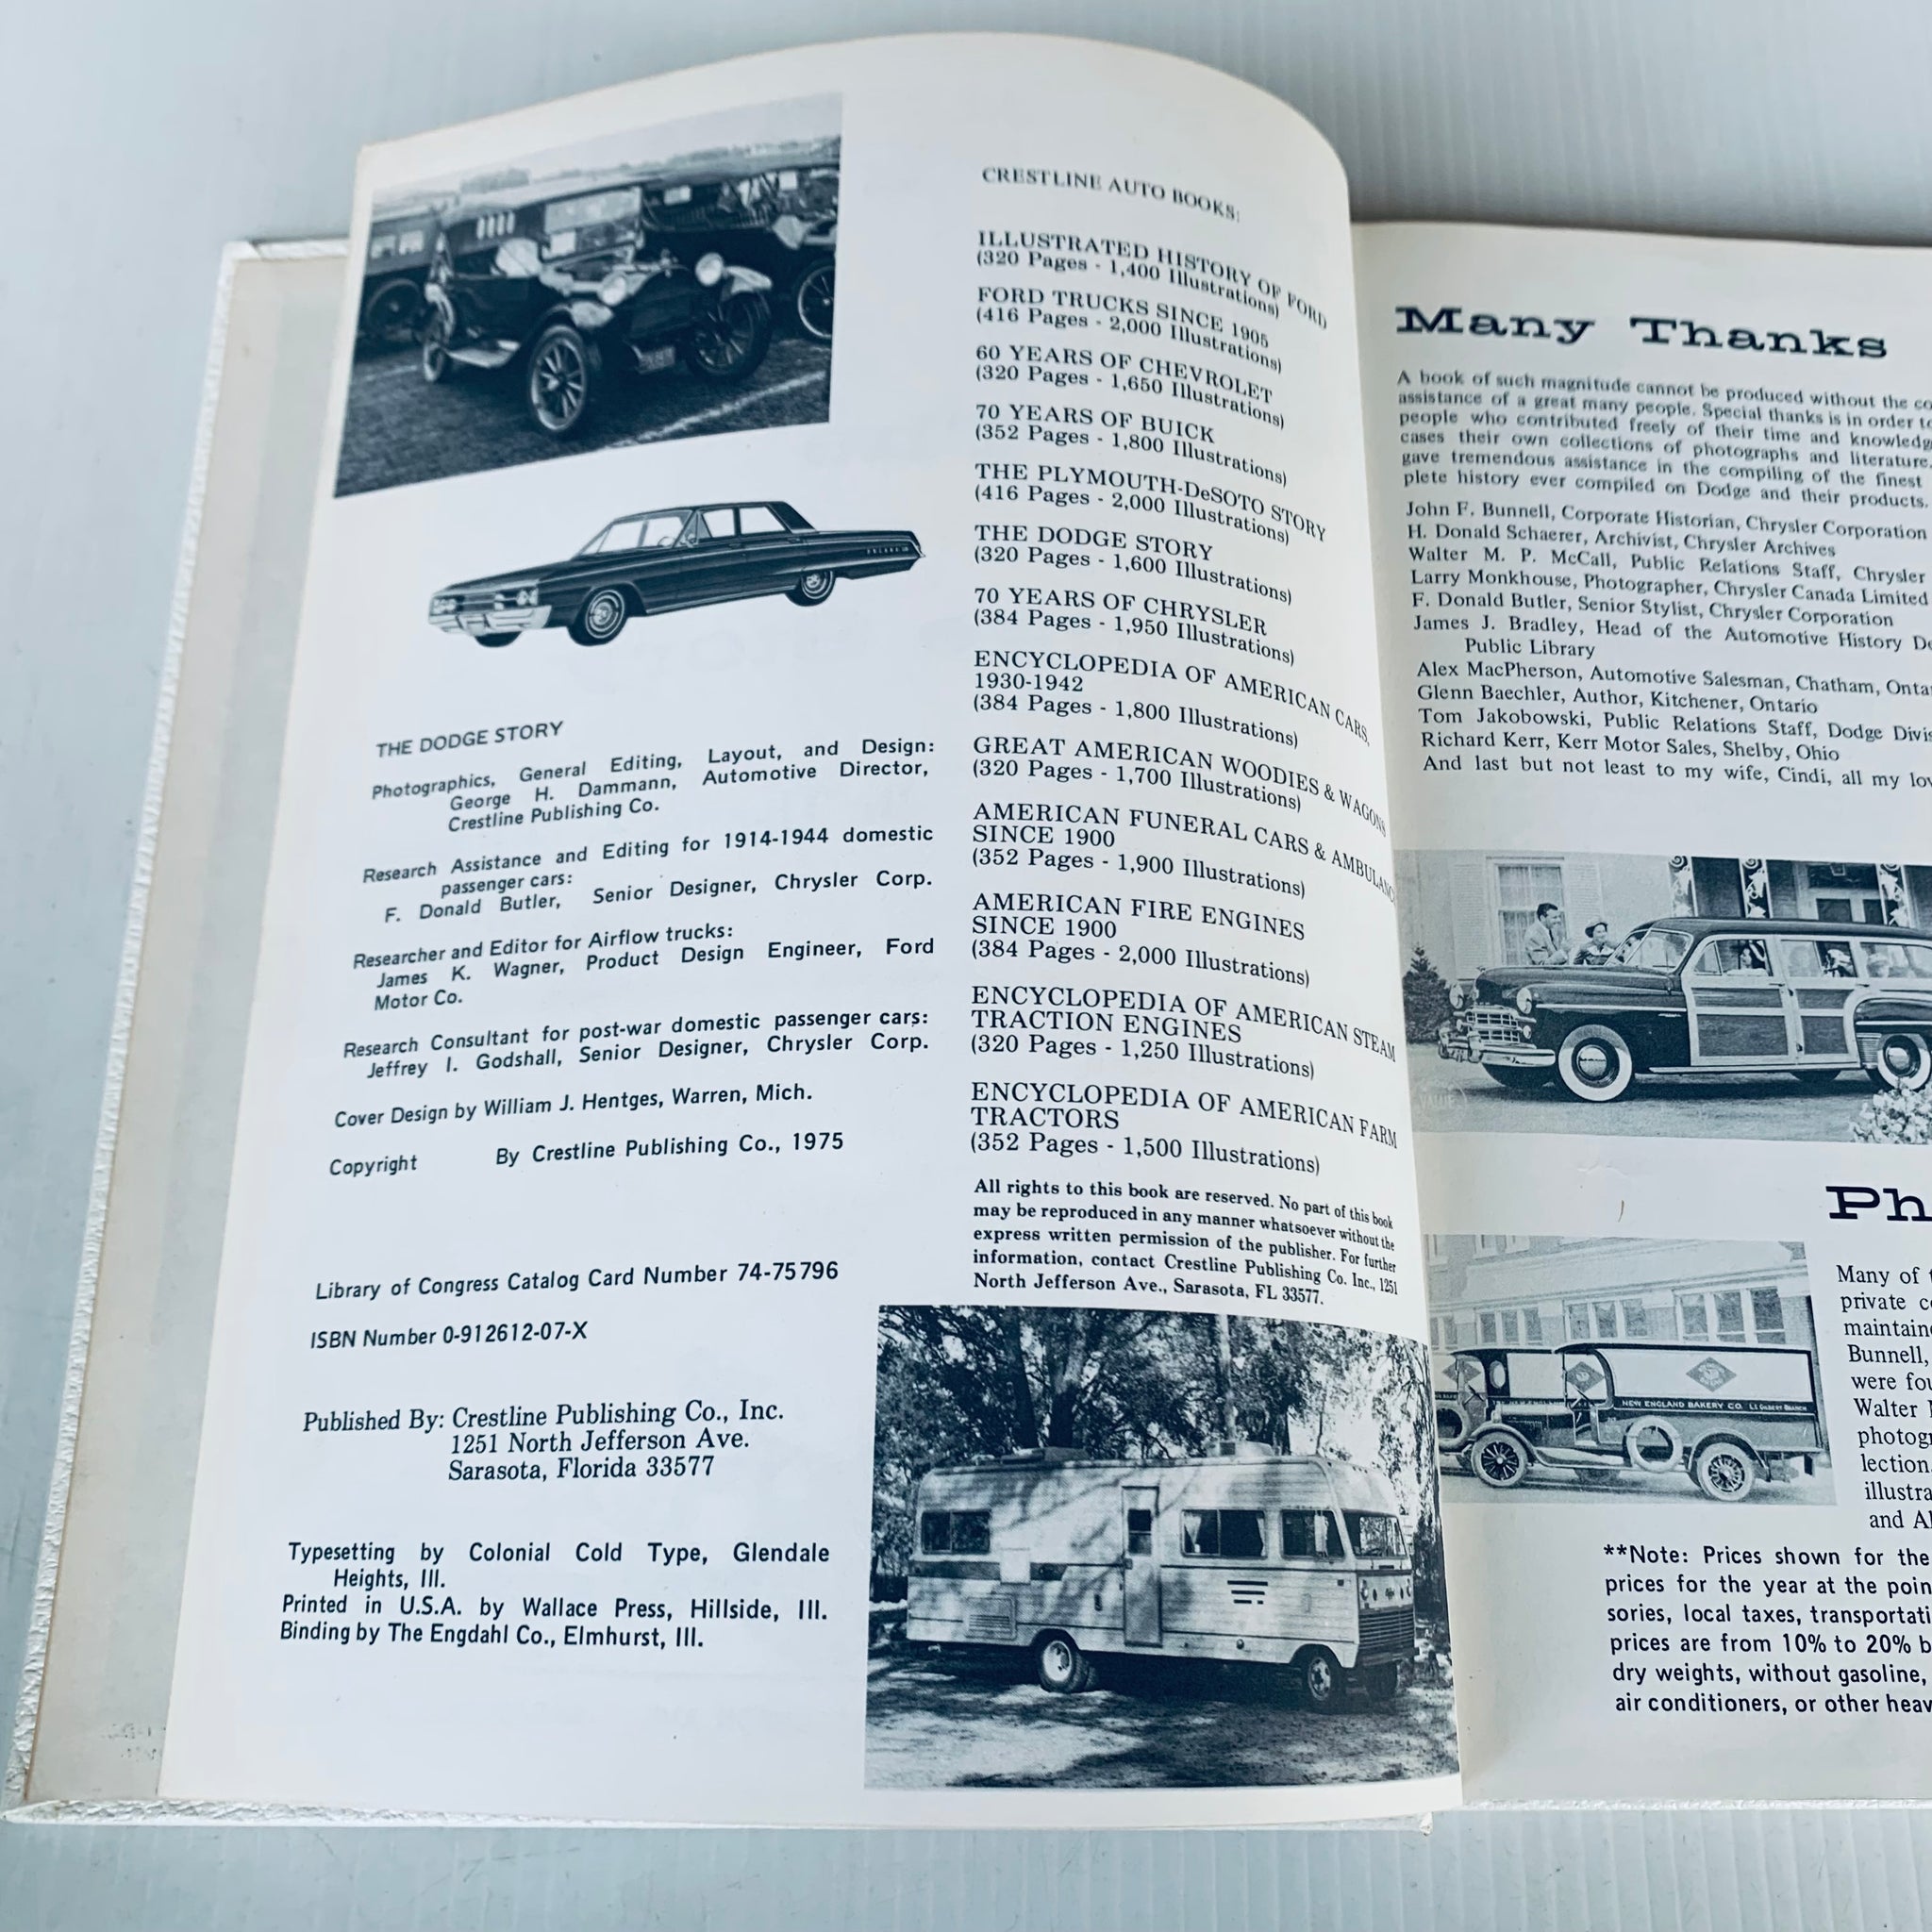 THE DODGE STORY
Photographics, General Editing, Layout, and Design:
George H. Dammann, Automotive Director,
Crestline Publishing Co.
Research Assistance and Editing for 1914-1944 domestic
passenger cars:
F. Donald Butler, Senior Designer, Chrysler Corp.
Researcher and Editor for Airflow trucks:
James K. Wagner, Product Design Engineer, Ford
Motor Co.
Research Consultant for post-war domestic passenger cars:
Jeffrey I. Godshall, Senior Designer, Chrysler Corp.
Cover Design by William J. Hentges, Warren, Mich.
Copyright By Crestline Publishing Co., 1975
Library of Congress Catalog Card Number 74-75796
ISBN Number 0-912612-07-X
Published By: Crestline Publishing Co., Inc.
1251 North Jefferson Ave.
Sarasota, Florida 33577
Typesetting by Colonial Cold Type, Glendale
Heights, Ill.
Printed in U.S.A. by Wallace Press, Hillside, Ill.
Binding by The Engdahl Co., Elmhurst, Ill.
CRESTLINE AUTO BOOKS:
ILLUSTRATED HISTORY OF FORD
(320 Pages - 1,400 Illustrations)
FORD TRUCKS SINCE 1905
(416 Pages - 2,000 Illustrations)
60 YEARS OF CHEVROLET
(320 Pages - 1,650 Illustrations)
70 YEARS OF BUICK
(352 Pages - 1,800 Illustrations)
THE PLYMOUTH-DeSOTO STORY
(416 Pages - 2,000 Illustrations)
THE DODGE STORY
(320 Pages - 1,600 Illustrations)
70 YEARS OF CHRYSLER
(384 Pages - 1,950 Illustrations)
ENCYCLOPEDIA OF AMERICAN CARS,
1930-1942
(384 Pages - 1,800 Illustrations)
GREAT AMERICAN WOODIES & WAGONS
(320 Pages - 1,700 Illustrations)
AMERICAN FUNERAL CARS & AMBULANC
SINCE 1900
(352 Pages - 1,900 Illustrations)
AMERICAN FIRE ENGINES
SINCE 1900
(384 Pages - 2,000 Illustrations)
ENCYCLOPEDIA OF AMERICAN STEAM
TRACTION ENGINES
(320 Pages - 1,250 Illustrations)
ENCYCLOPEDIA OF AMERICAN FARM
TRACTORS
(352 Pages - 1,500 Illustrations)
All rights to this book are reserved. No part of this book
may be reproduced in any manner whatsoever without the
express written permission of the publisher. For further
information, contact Crestline Publishing Co. Inc., 1251
North Jefferson Ave., Sarasota, FL 33577.
Many Thanks
A book of such magnitude cannot be produced without the co
assistance of a great many people. Special thanks is in order to
people who contributed freely of their time and knowledg
cases their own collections of photographs and literature.
gave tremendous assistance in the compiling of the finest
plete history ever compiled on Dodge and their products.
John F. Bunnell, Corporate Historian, Chrysler Corporation
H. Donald Schaerer, Archivist, Chrysler Archives
Walter M. P. McCall, Public Relations Staff, Chrysler
Larry Monkhouse, Photographer, Chrysler Canada Limited
F. Donald Butler, Senior Stylist, Chrysler Corporation
James J. Bradley, Head of the Automotive History De
Public Library
Alex MacPherson, Automotive Salesman, Chatham, Onta
Glenn Baechler, Author, Kitchener, Ontario
Tom Jakobowski, Public Relations Staff, Dodge Divis
Richard Kerr, Kerr Motor Sales, Shelby, Ohio
And last but not least to my wife, Cindi, all my lov
Ph
NEW ENGLAND BAKERY CO.
Many of t
private co
maintaine
Bunnell,
were fou
Walter
photogr
lection.
illustra
and Al
**Note: Prices shown for the
prices for the year at the poin
sories, local taxes, transportati
prices are from 10% to 20% b
dry weights, without gasoline,
air conditioners, or other heav